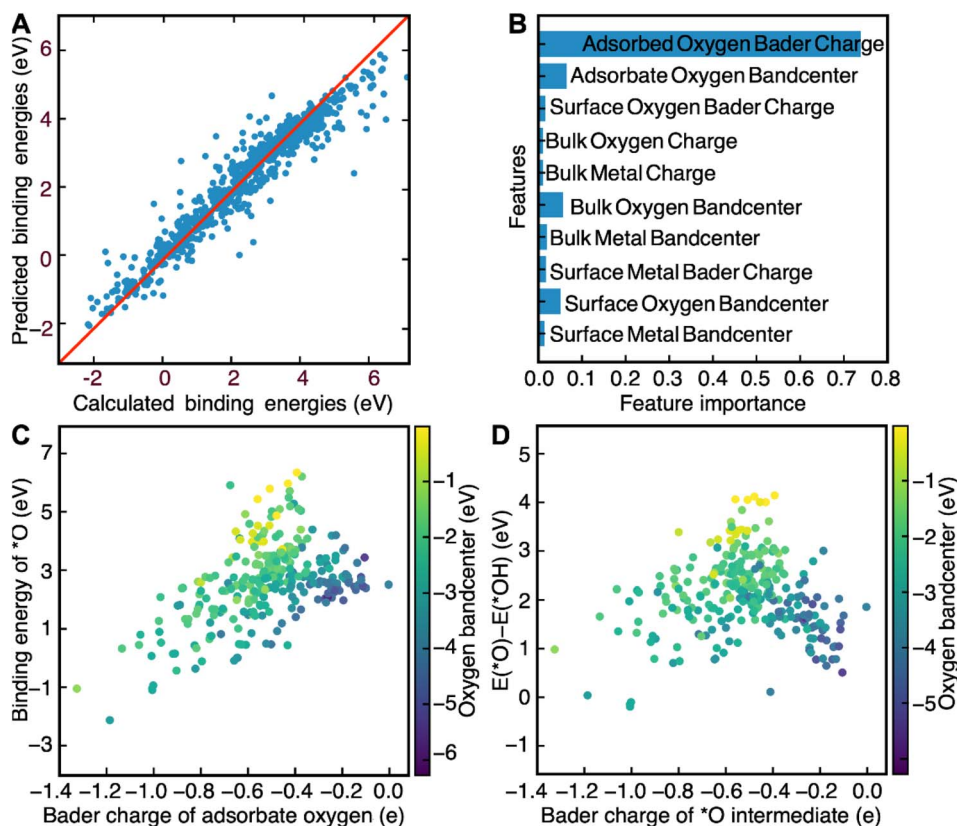 A
Predicted binding energies (eV)
6
4
2
0
−2
-2
0
2
4
6
Calculated binding energies (eV)
B
Features
Adsorbed Oxygen Bader Charge
Adsorbate Oxygen Bandcenter
Surface Oxygen Bader Charge
Bulk Oxygen Charge
Bulk Metal Charge
Bulk Oxygen Bandcenter
Bulk Metal Bandcenter
Surface Metal Bader Charge
Surface Oxygen Bandcenter
Surface Metal Bandcenter
0.0 0.1 0.2 0.3 0.4 0.5 0.6 0.7 0.8
Feature importance
C
Binding energy of *O (eV)
7
5
3
1
−1
−3
−1.4 −1.2 −1.0 −0.8 −0.6 −0.4 −0.2 0.0
Bader charge of adsorbate oxygen (e)
−1
−2
−3
−4
−5
−6
Oxygen bandcenter (eV)
D
E(*O)−E(*OH) (eV)
5
4
3
2
1
0
−1
−1.4 −1.2 −1.0 −0.8 −0.6 −0.4 −0.2 0.0
Bader charge of *O intermediate (e)
−1
−2
−3
−4
−5
Oxygen bandcenter (eV)